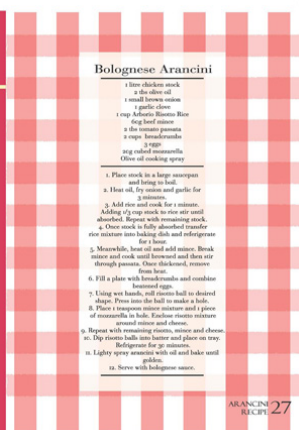 Bolognese Arancini
1 litre chicken stock
2 tbs olive oil
1 small brown onion
1 garlic clove
1 cup Arborio Risotto Rice
60g beef mince
2 tbs tomato passata
2 cups breadcrumbs
3 eggs
20g cubed mozzarella
Olive oil cooking spray
1. Place stock in a large saucepan
and bring to boil.
2. Heat oil, fry onion and garlic for
3 minutes.
3. Add rice and cook for 1 minute.
Adding 1/3 cup stock to rice stir until
absorbed. Repeat with remaining stock.
4. Once stock is fully absorbed transfer
rice mixture into baking dish and referigerate
for 1 hour.
5. Meanwhile, heat oil and add mince. Break
mince and cook until browned and then stir
through passata. Once thickened, remove
from heat.
6. Fill a plate with breadcrumbs and combine
beatened eggs.
7. Using wet hands, roll risotto ball to desired
shape. Press into the ball to make a hole.
8. Place 1 teaspoon mince mixture and 1 piece
of mozzarella in hole. Enclose risotto mixture
around mince and cheese.
9. Repeat with remaining risotto, mince and cheese.
10. Dip risotto balls into batter and place on tray.
Refrigerate for 30 minutes.
11. Lighty spray arancini with oil and bake until
golden.
12. Serve with bolognese sauce.
ARANCINI
RECIPE 27